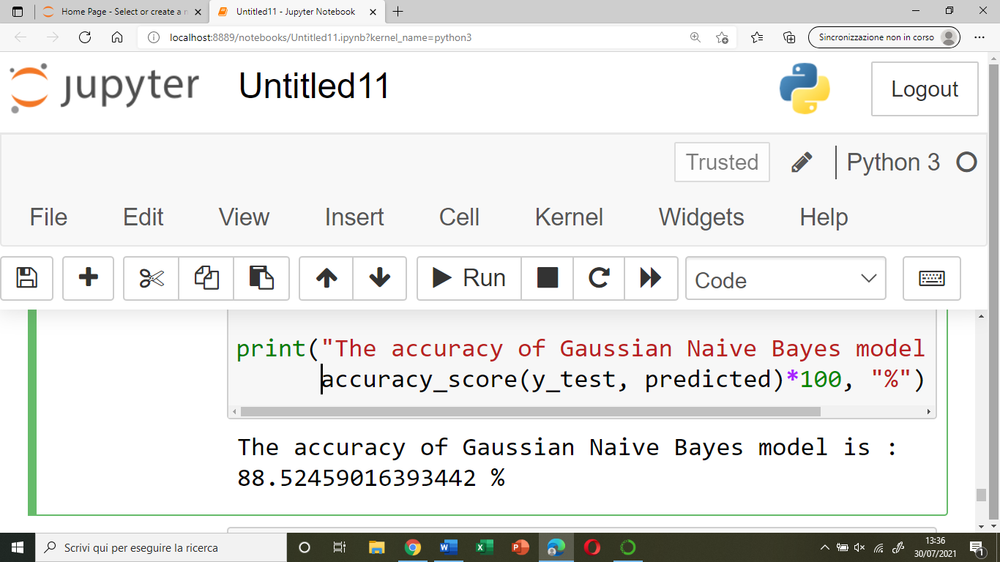 Home Page - Select or create a n
Untitled11 - Jupyter Notebook
localhost:8889/notebooks/Untitled11.ipynb?kernel_name=python3
Sincronizzazione non in corso
jupyter
Untitled11
Logout
Trusted
Python 3
File
Edit
View
Insert
Cell
Kernel
Widgets
Help
Run
Code
print("The accuracy of Gaussian Naive Bayes model
accuracy_score(y_test, predicted)*100, "%")
The accuracy of Gaussian Naive Bayes model is :
88.52459016393442 %
Scrivi qui per eseguire la ricerca
13:36
30/07/2021
1